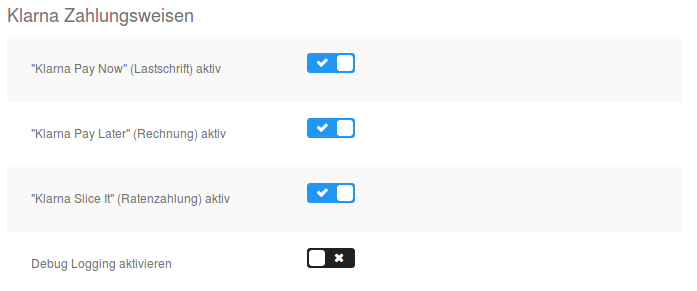 Klarna Zahlungsweisen
"Klarna Pay Now" (Lastschrift) aktiv
"Klarna Pay Later" (Rechnung) aktiv
"Klarna Slice It" (Ratenzahlung) aktiv
Debug Logging aktivieren